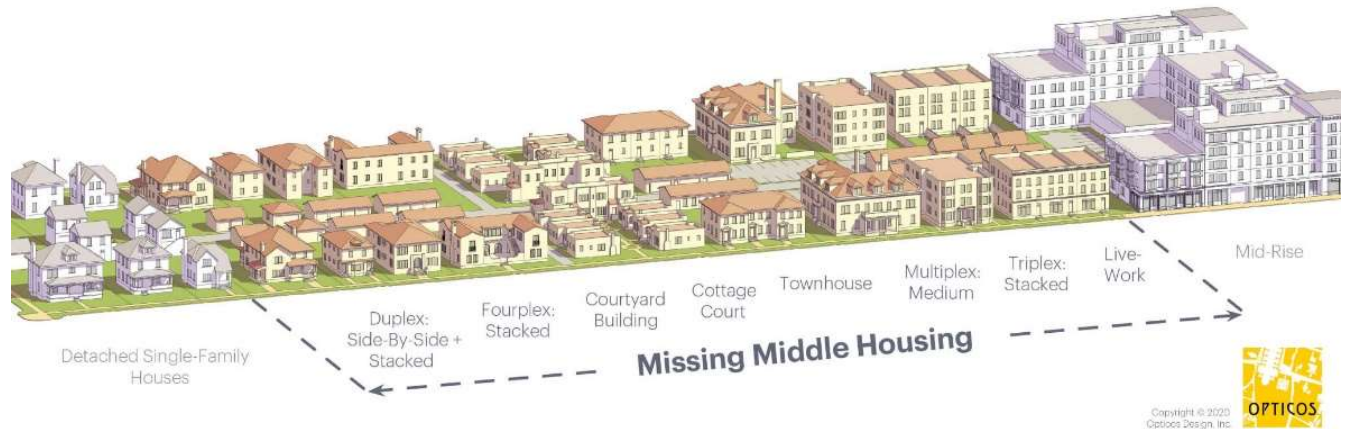 Detached Single-Family
Houses
Duplex:
Side-By-Side +
Stacked
Fourplex:
Stacked
Courtyard
Building
Cottage
Court
Townhouse
Multiplex:
Medium
Triplex:
Stacked
Live-
Work
Mid-Rise
Missing Middle Housing
Copyright © 2020
Opticos Design, Inc.
OPTICOS